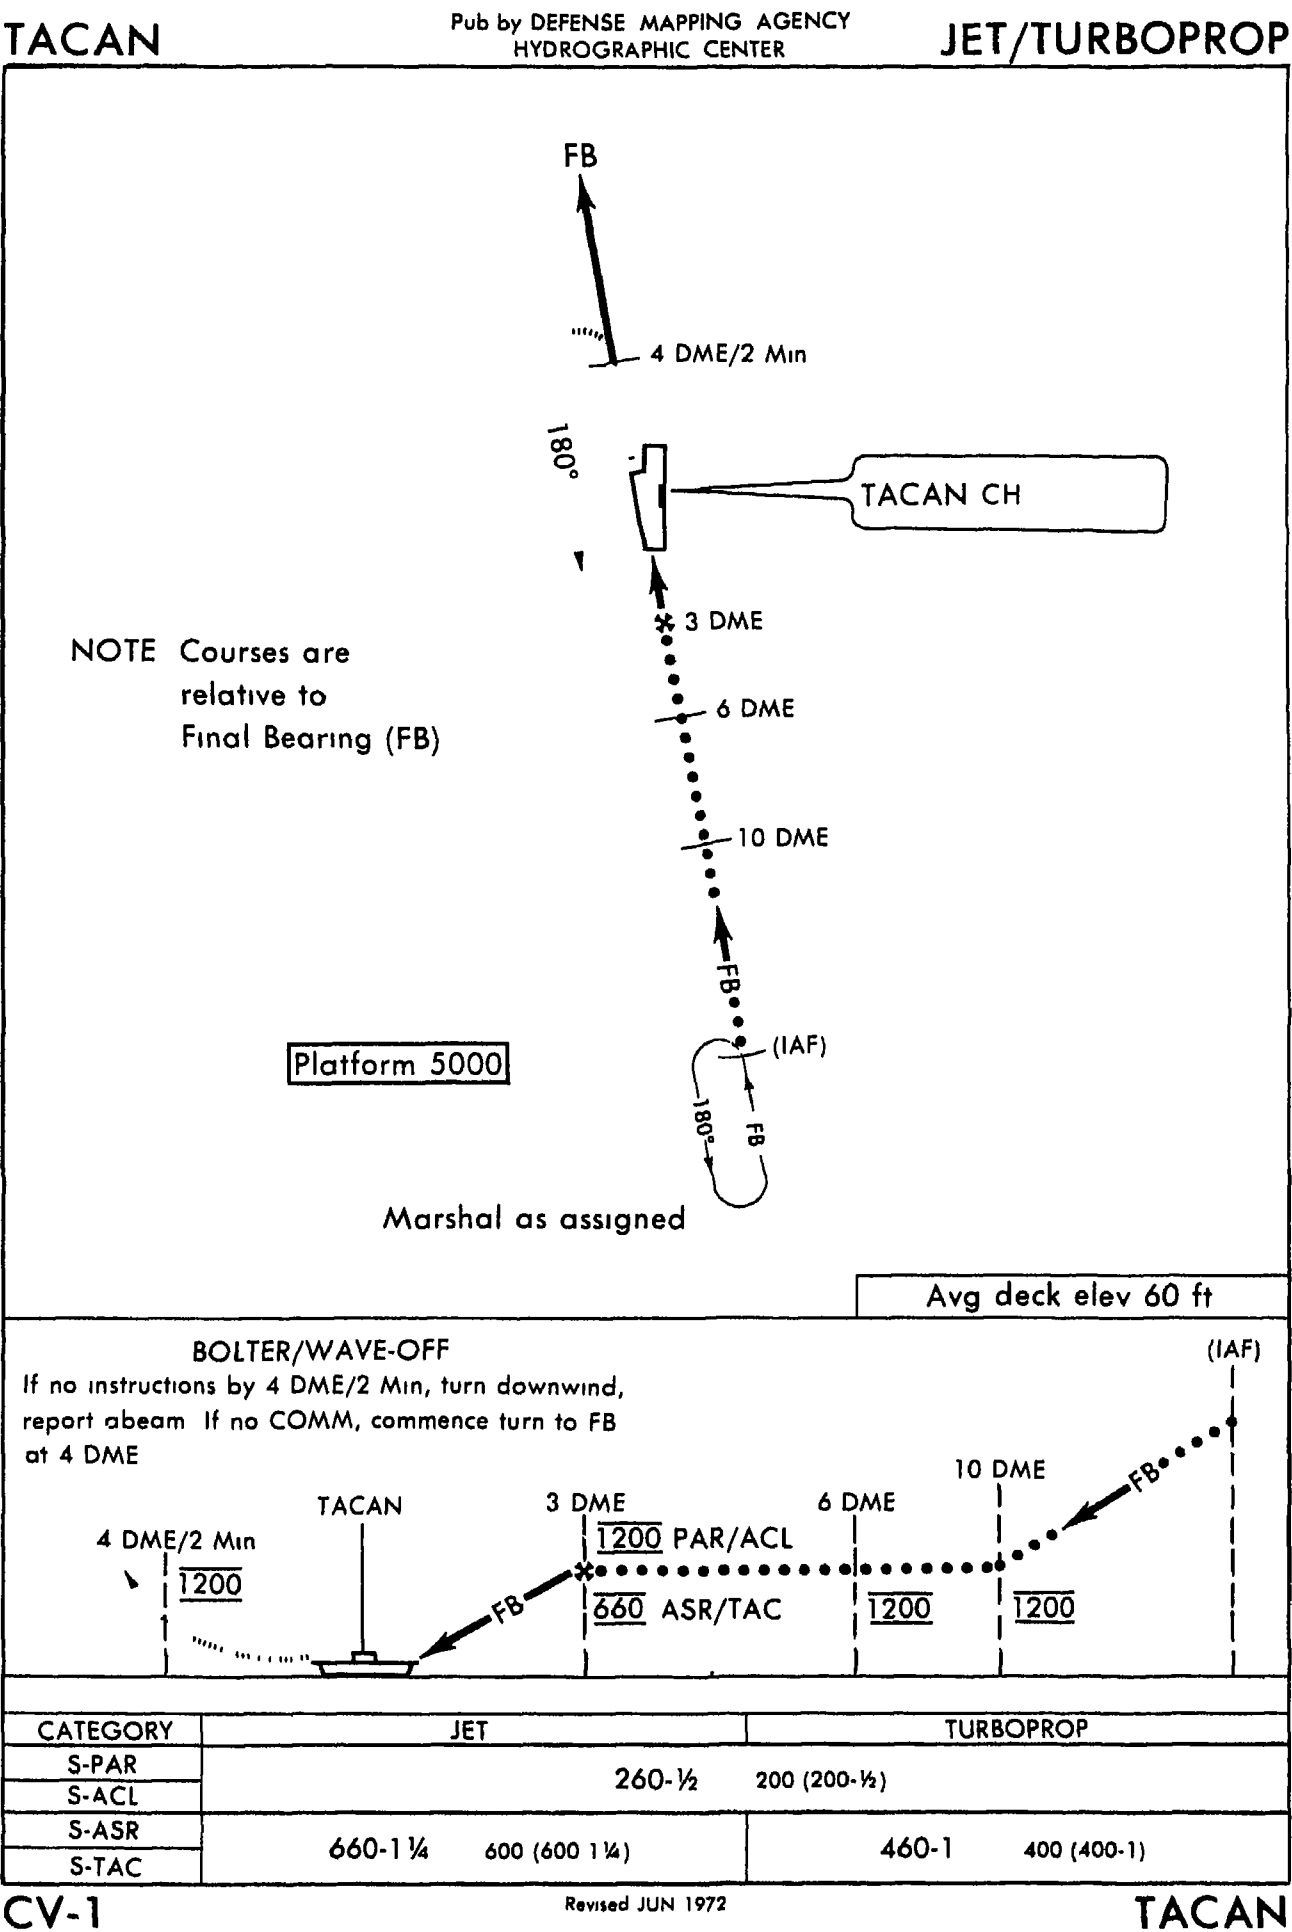 TACAN
Pub by DEFENSE MAPPING AGENCY
HYDROGRAPHIC CENTER
JET/TURBOPROP
FB
4 DME/2 Min
180°
TACAN CH
3 DME
NOTE Courses are
relative to
Final Bearing (FB)
6 DME
10 DME
FB
(IAF)
Platform 5000
180°
FB
Marshal as assigned
Avg deck elev 60 ft
BOLTER/WAVE-OFF
If no instructions by 4 DME/2 Min, turn downwind,
report abeam If no COMM, commence turn to FB
at 4 DME
(IAF)
10 DME
FB
TACAN
3 DME
6 DME
4 DME/2 Min
1200 PAR/ACL
1200
FB
660 ASR/TAC
1200
1200
CATEGORY JET TURBOPROP
S-PAR
S-ACL
260-½ 200 (200-½)
S-ASR
S-TAC
660-1¼ 600 (600 1¼)
460-1 400 (400-1)
CV-1
Revised JUN 1972
TACAN